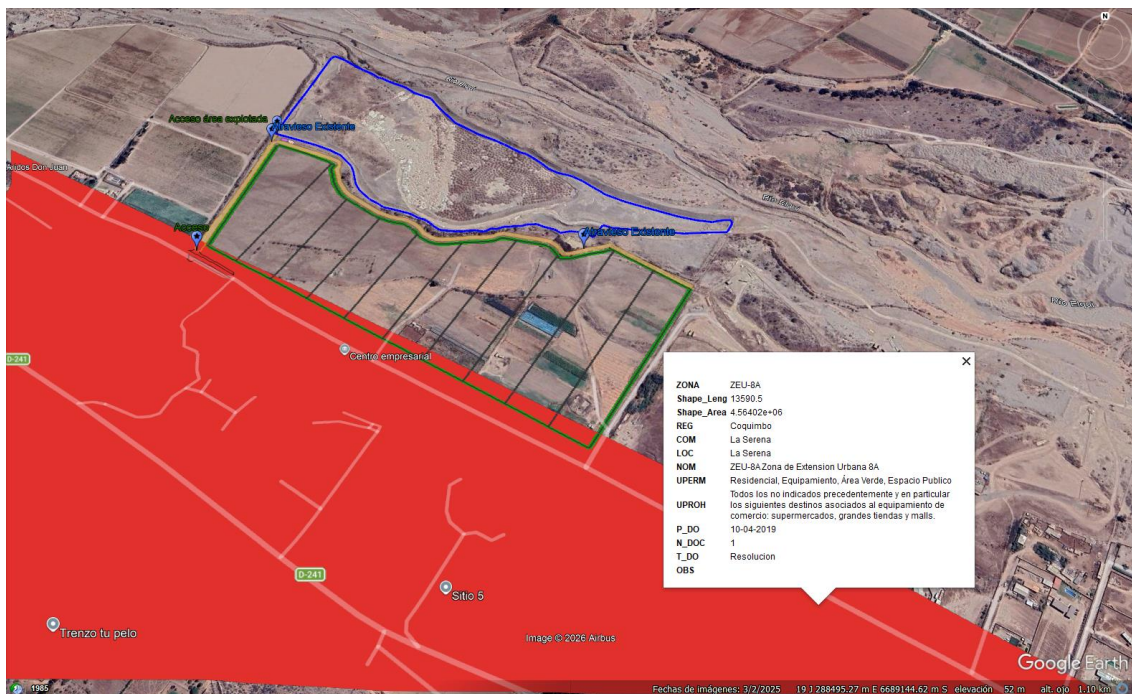 N
Río Elqui
Acceso área explotada
Atravieso Existente
Aridos Don Juan
Río Elqui
Acceso
Atravieso Existente
Río Elqui
Centro empresarial
D-241
×
ZONA ZEU-8A
Shape_Leng 13590.5
Shape_Area 4.56402e+06
REG Coquimbo
COM La Serena
LOC La Serena
NOM ZEU-8A Zona de Extension Urbana 8A
UPERM Residencial, Equipamiento, Área Verde, Espacio Publico
UPROH Todos los no indicados precedentemente y en particular
los siguientes destinos asociados al equipamiento de
comercio: supermercados, grandes tiendas y malls.
P_DO 10-04-2019
N_DOC 1
T_DO Resolucion
OBS
D-241
Sitio 5
Trenzo tu pelo
Image © 2026 Airbus
Google Earth
1985
Fechas de imágenes: 3/2/2025 19 J 288495.27 m E 6689144.62 m S elevación 52 m alt. ojo 1.10 km